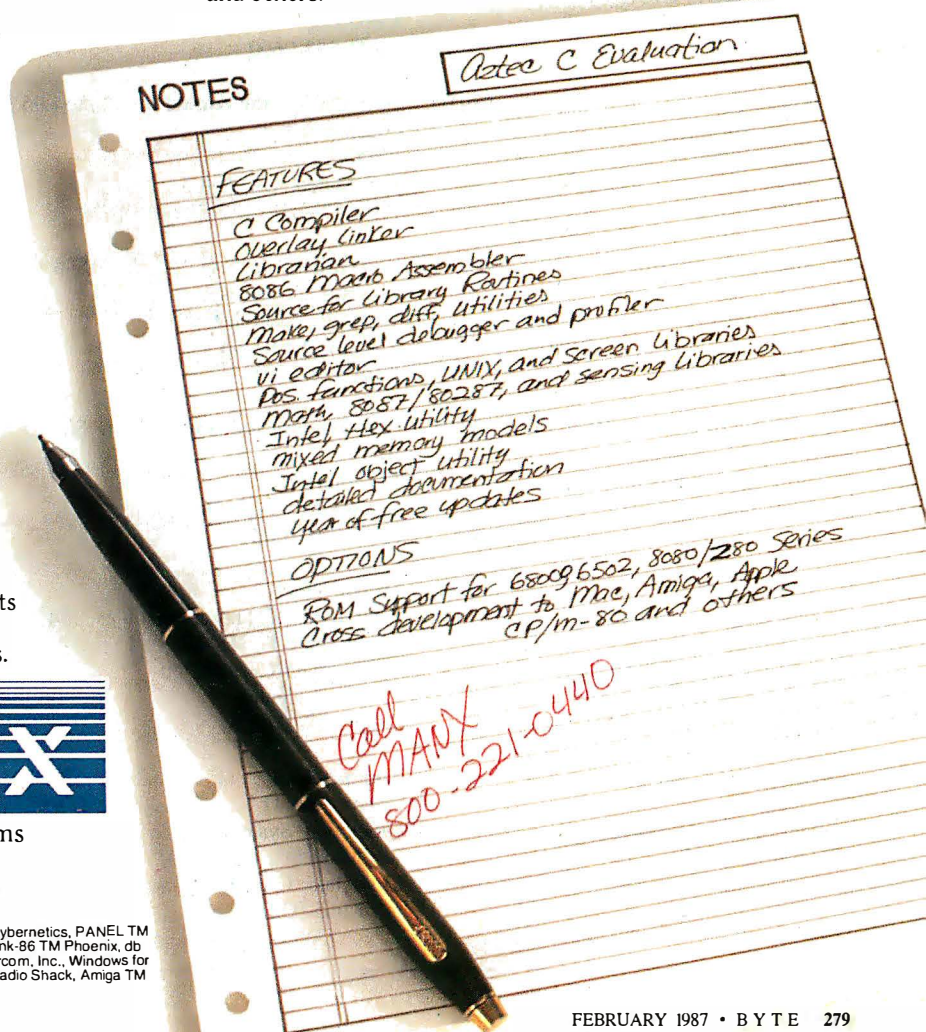 and others.
NOTES
Aztec C Evaluation
FEATURES
C Compiler
Overlay Linker
Librarian
8086 Macro Assembler
Source for Library Routines
Make, grep, diff, utilities
Source level debugger and profiler
vi editor
Dos functions, UNIX, and screen libraries
Math, 8087/80287, and sensing libraries
Intel Hex utility
mixed memory models
Intel object utility
detailed documentation
year of free updates
OPTIONS
ROM Support for 68000, 6502, 8080/Z80 series
Cross development to Mac, Amiga, Apple
CP/M-80 and others
Call
MANX
800-221-0440
ts
s.
ms
ybernetics, PANEL TM
nk-86 TM Phoenix, db
rcom, Inc., Windows for
adio Shack, Amiga TM
FEBRUARY 1987 • BYTE 279